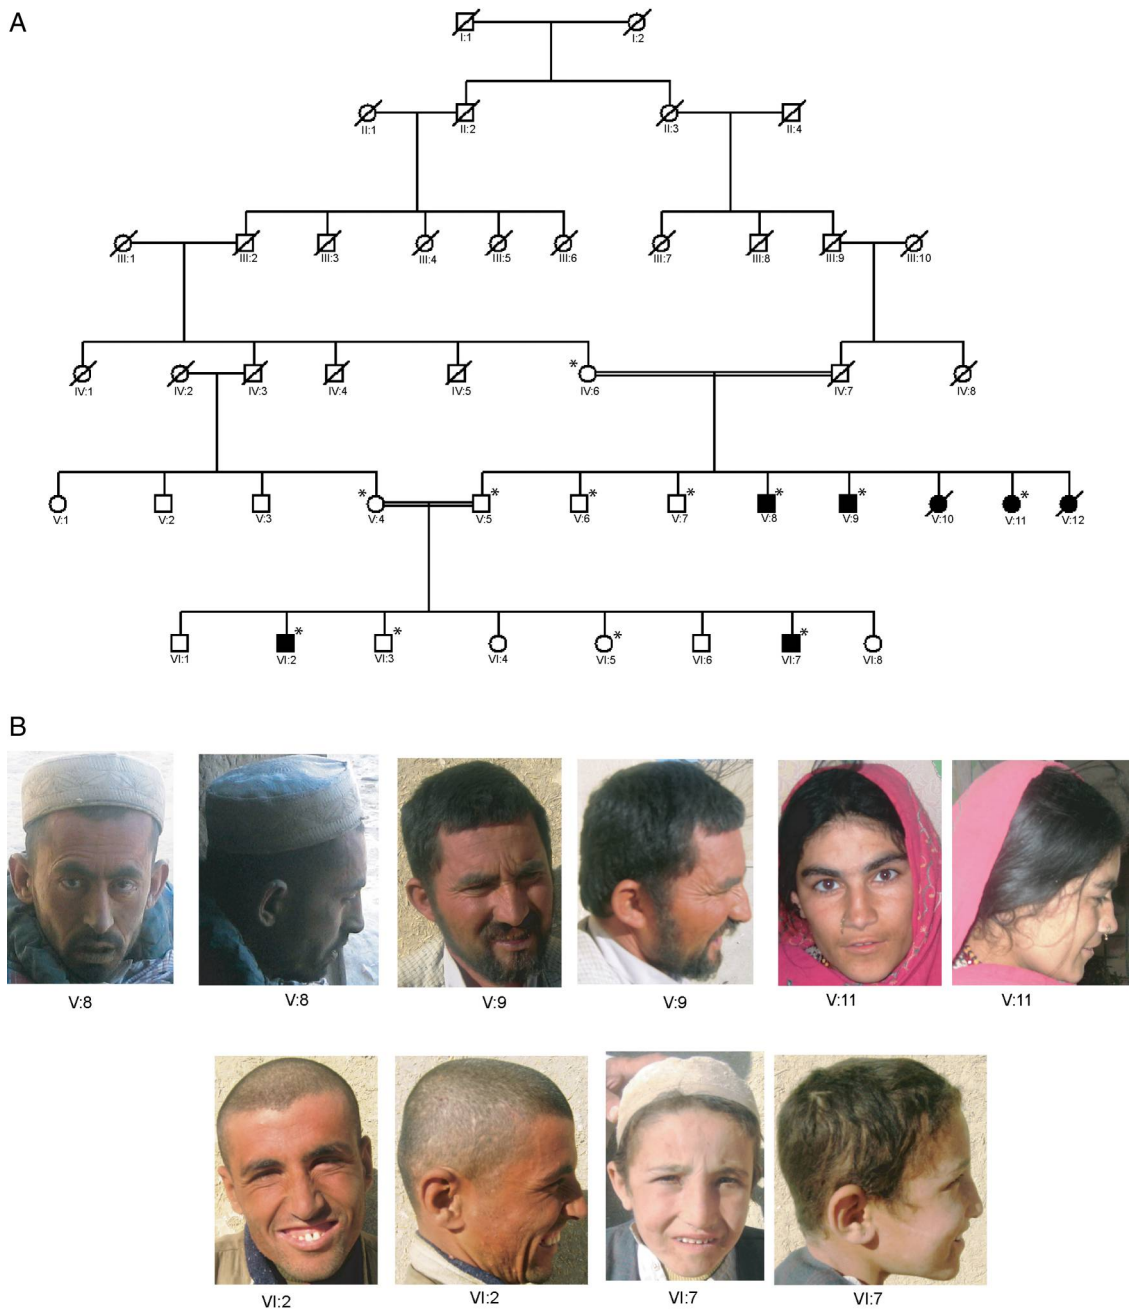 A
I:1 I:2
II:1 II:2 II:3 II:4
III:1 III:2 III:3 III:4 III:5 III:6 III:7 III:8 III:9 III:10
*
IV:1 IV:2 IV:3 IV:4 IV:5 IV:6 IV:7 IV:8
* * * * * * *
V:1 V:2 V:3 V:4 V:5 V:6 V:7 V:8 V:9 V:10 V:11 V:12
* * * *
VI:1 VI:2 VI:3 VI:4 VI:5 VI:6 VI:7 VI:8
B
V:8 V:8 V:9 V:9 V:11 V:11
VI:2 VI:2 VI:7 VI:7